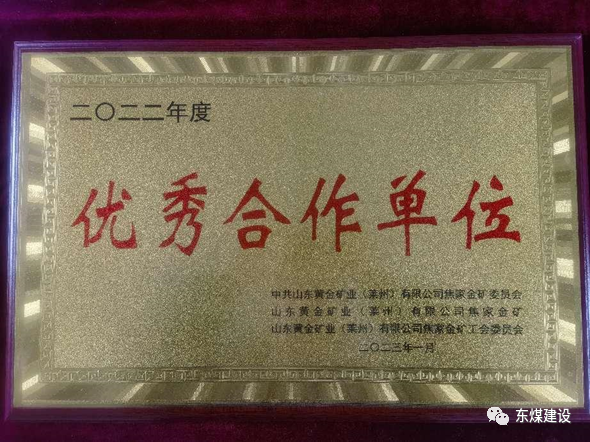 二〇二二年度
优秀合作单位
中共山东黄金矿业（莱州）有限公司焦家金矿委员会
山东黄金矿业（莱州）有限公司焦家金矿
山东黄金矿业（莱州）有限公司焦家金矿工会委员会
二〇二三年一月
东煤建设